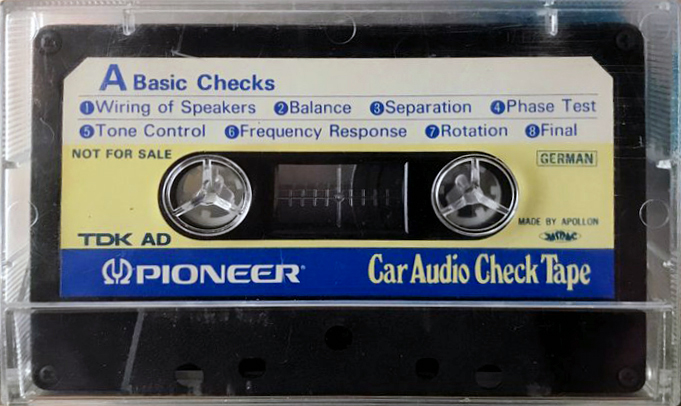 A Basic Checks
❶Wiring of Speakers ❷Balance ❸Separation ❹Phase Test
❺Tone Control ❻Frequency Response ❼Rotation ❽Final
NOT FOR SALE
GERMAN
MADE BY APOLLON
TDK AD
PIONEER®
Car Audio Check Tape